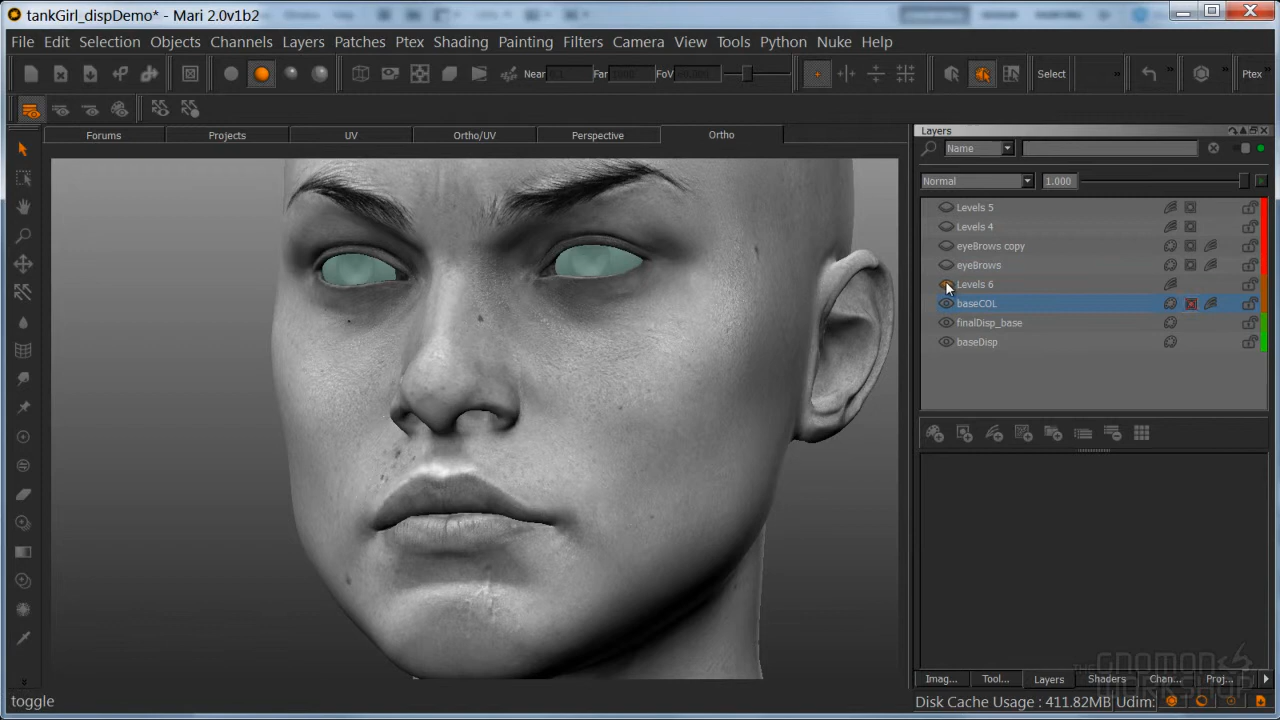 tankGirl_dispDemo* - Mari 2.0v1b2
File Edit Selection Objects Channels Layers Patches Ptex Shading Painting Filters Camera View Tools Python Nuke Help
Near Far FoV Select » » » Ptex »
Forums Projects UV Ortho/UV Perspective Ortho
Layers
Name
Normal 1.000
Levels 5
Levels 4
eyeBrows copy
eyeBrows
Levels 6
baseCOL
finalDisp_base
baseDisp
THE GNOMON WORKSHOP
Imag... Tool... Layers Shaders Chan... Proj...
toggle
Disk Cache Usage : 411.82MB Udim: